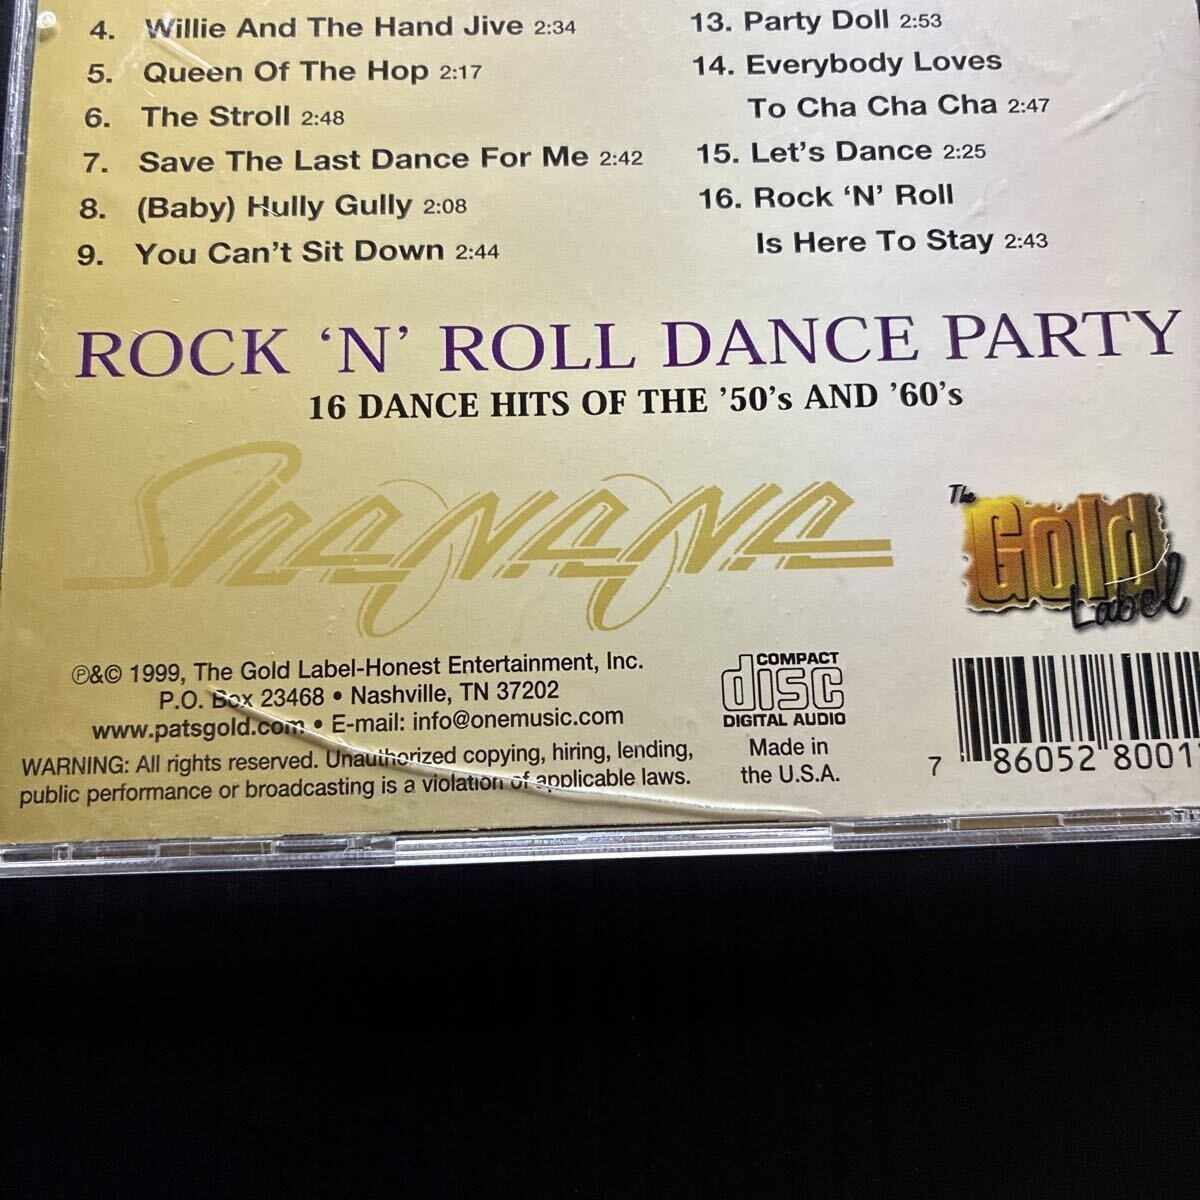 4. Willie And The Hand Jive 2:34
5. Queen Of The Hop 2:17
6. The Stroll 2:48
7. Save The Last Dance For Me 2:42
8. (Baby) Hully Gully 2:08
9. You Can't Sit Down 2:44
13. Party Doll 2:53
14. Everybody Loves
To Cha Cha Cha 2:47
15. Let's Dance 2:25
16. Rock 'N' Roll
Is Here To Stay 2:43
ROCK 'N' ROLL DANCE PARTY
16 DANCE HITS OF THE '50's AND '60's
ShaNaNa
The
Gold
Label
℗&© 1999, The Gold Label-Honest Entertainment, Inc.
P.O. Box 23468 • Nashville, TN 37202
www.patsgold.com • E-mail: info@onemusic.com
WARNING: All rights reserved. Unauthorized copying, hiring, lending,
public performance or broadcasting is a violation of applicable laws.
COMPACT
disc
DIGITAL AUDIO
Made in
the U.S.A.
7 86052 8001